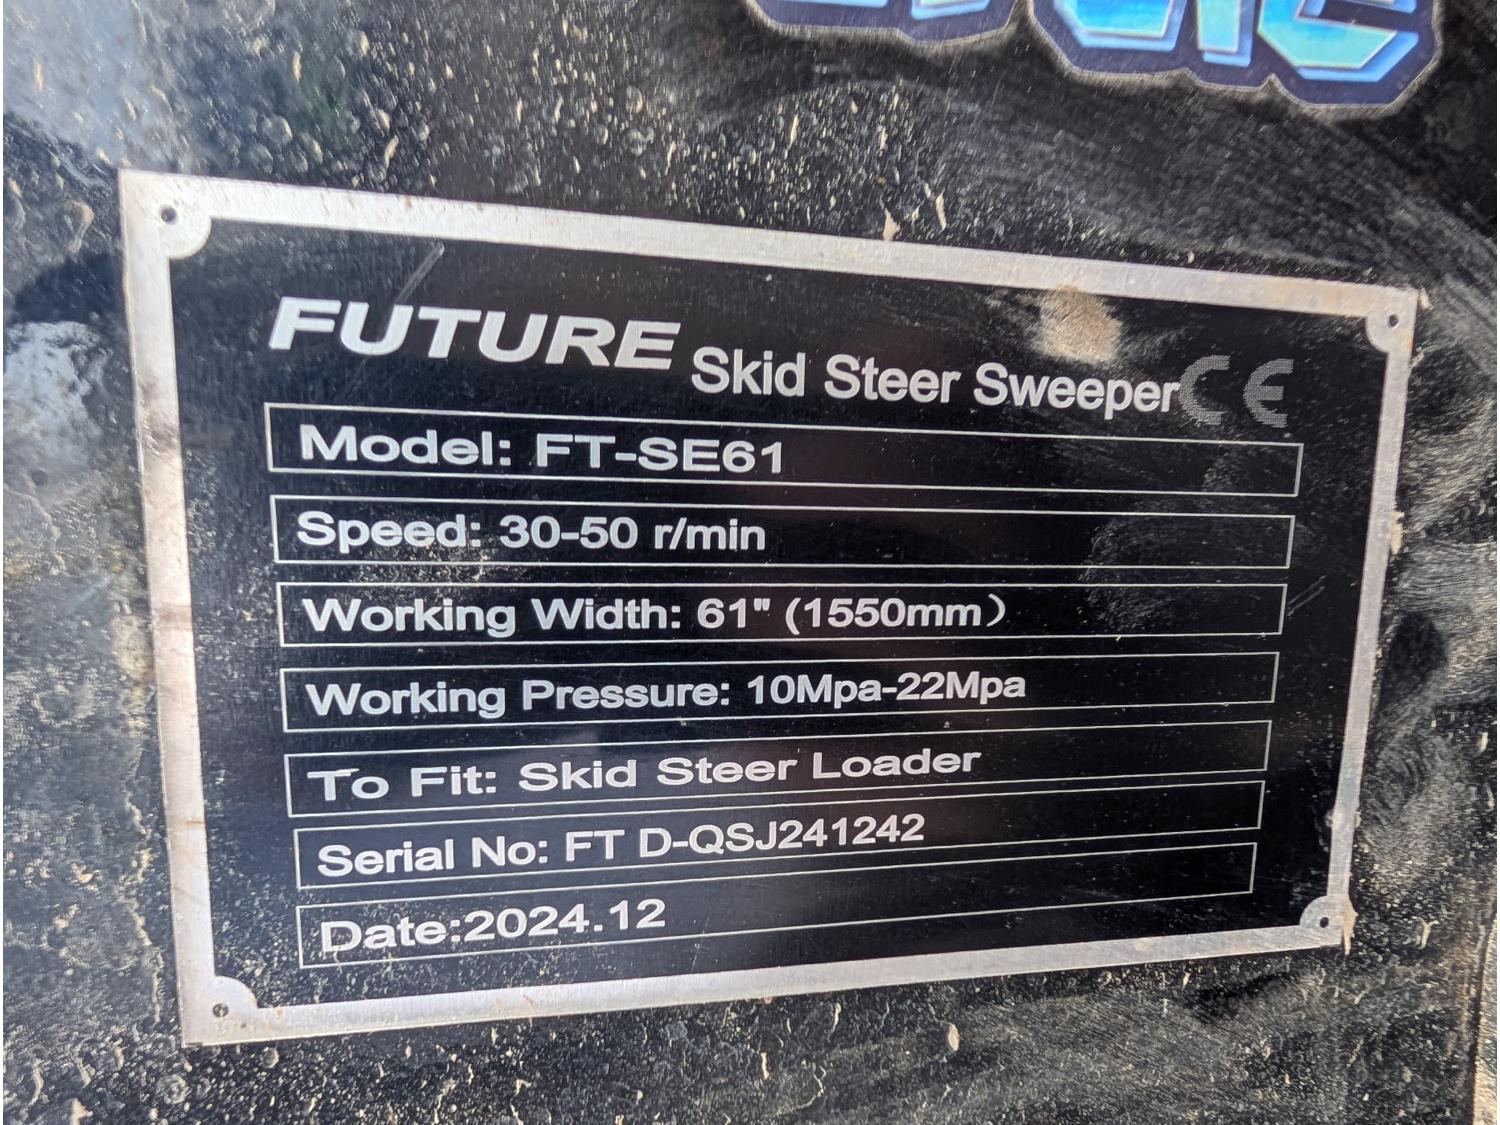 FUTURE Skid Steer Sweeper CE
Model: FT-SE61
Speed: 30-50 r/min
Working Width: 61" (1550mm）
Working Pressure: 10Mpa-22Mpa
To Fit: Skid Steer Loader
Serial No: FT D-QSJ241242
Date:2024.12